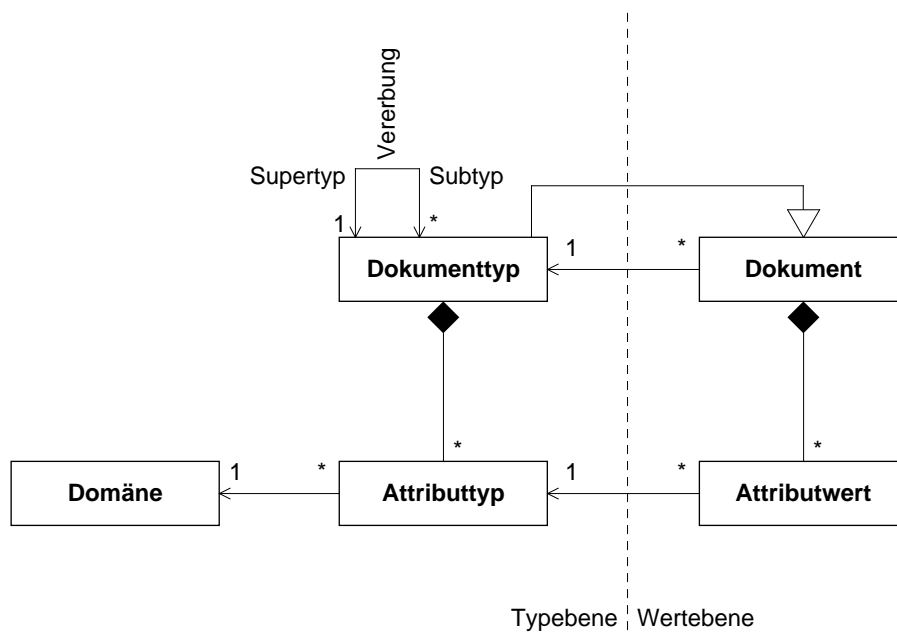 Vererbung
Supertyp Subtyp
1 *
Dokumenttyp 1 * Dokument
* *
Domäne 1 * Attributtyp 1 * Attributwert
Typebene Wertebene